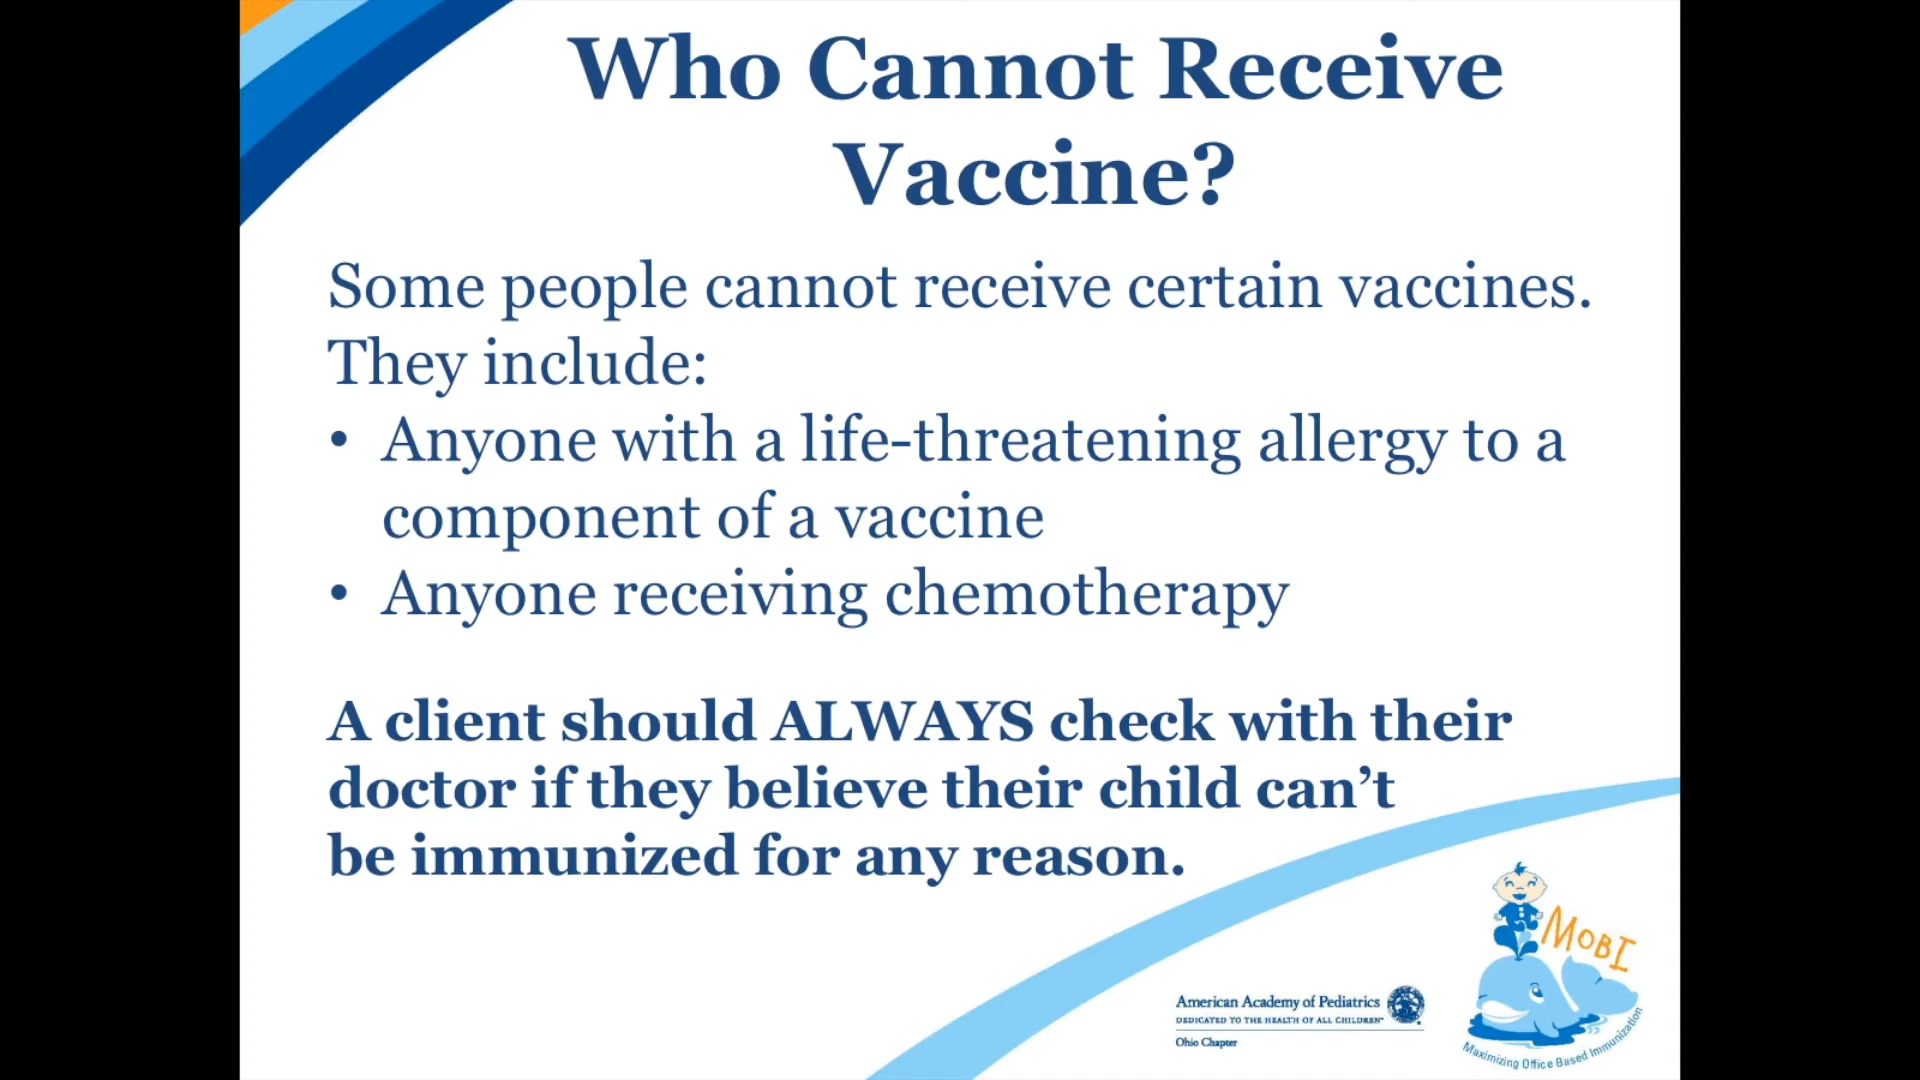 Who Cannot Receive
Vaccine?
Some people cannot receive certain vaccines.
They include:
• Anyone with a life-threatening allergy to a
component of a vaccine
• Anyone receiving chemotherapy
A client should ALWAYS check with their
doctor if they believe their child can’t
be immunized for any reason.
MOBI
American Academy of Pediatrics
DEDICATED TO THE HEALTH OF ALL CHILDREN™
Ohio Chapter
Maximizing Office Based Immunization